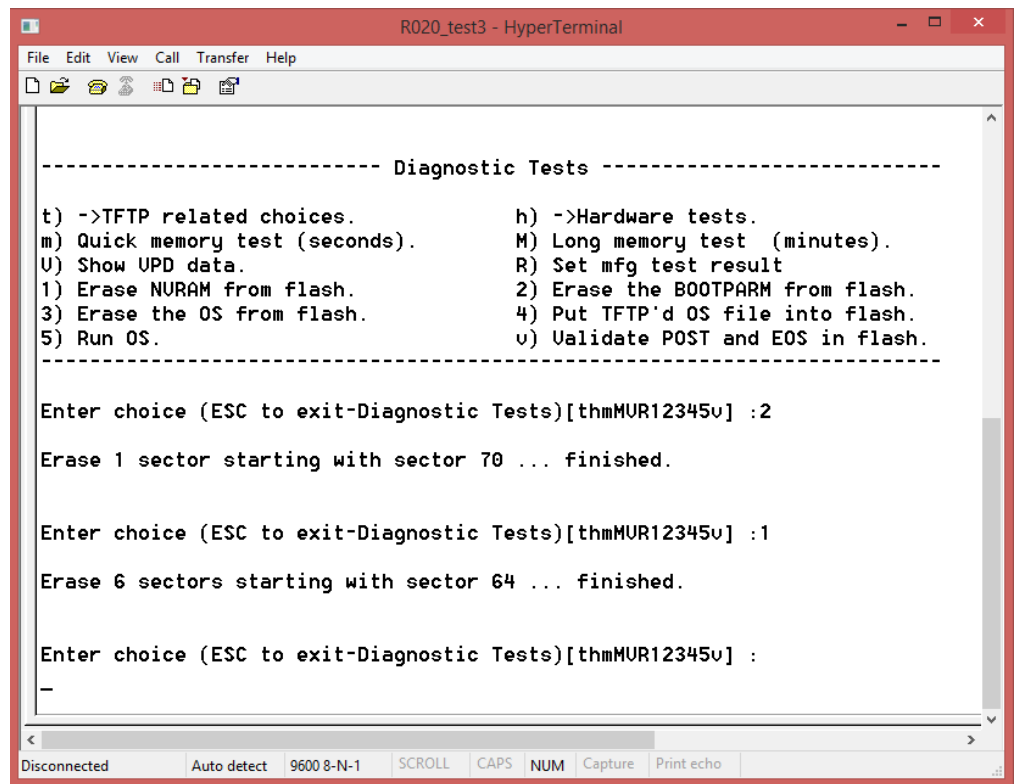 R020_test3 - HyperTerminal
File Edit View Call Transfer Help
---------------------------- Diagnostic Tests ----------------------------
t) ->TFTP related choices. h) ->Hardware tests.
m) Quick memory test (seconds). M) Long memory test (minutes).
V) Show VPD data. R) Set mfg test result
1) Erase NVRAM from flash. 2) Erase the BOOTPARM from flash.
3) Erase the OS from flash. 4) Put TFTP'd OS file into flash.
5) Run OS. v) Validate POST and EOS in flash.
--------------------------------------------------------------------------
Enter choice (ESC to exit-Diagnostic Tests)[thmMVR12345v] :2
Erase 1 sector starting with sector 70 ... finished.
Enter choice (ESC to exit-Diagnostic Tests)[thmMVR12345v] :1
Erase 6 sectors starting with sector 64 ... finished.
Enter choice (ESC to exit-Diagnostic Tests)[thmMVR12345v] :
_
Disconnected Auto detect 9600 8-N-1 SCROLL CAPS NUM Capture Print echo